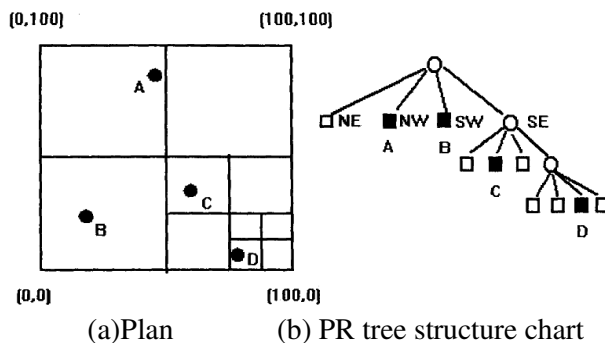 (0,100) (100,100)
A
B
C
D
(0,0) (100,0)
NE NW SW SE
A B
C
D
(a)Plan (b) PR tree structure chart